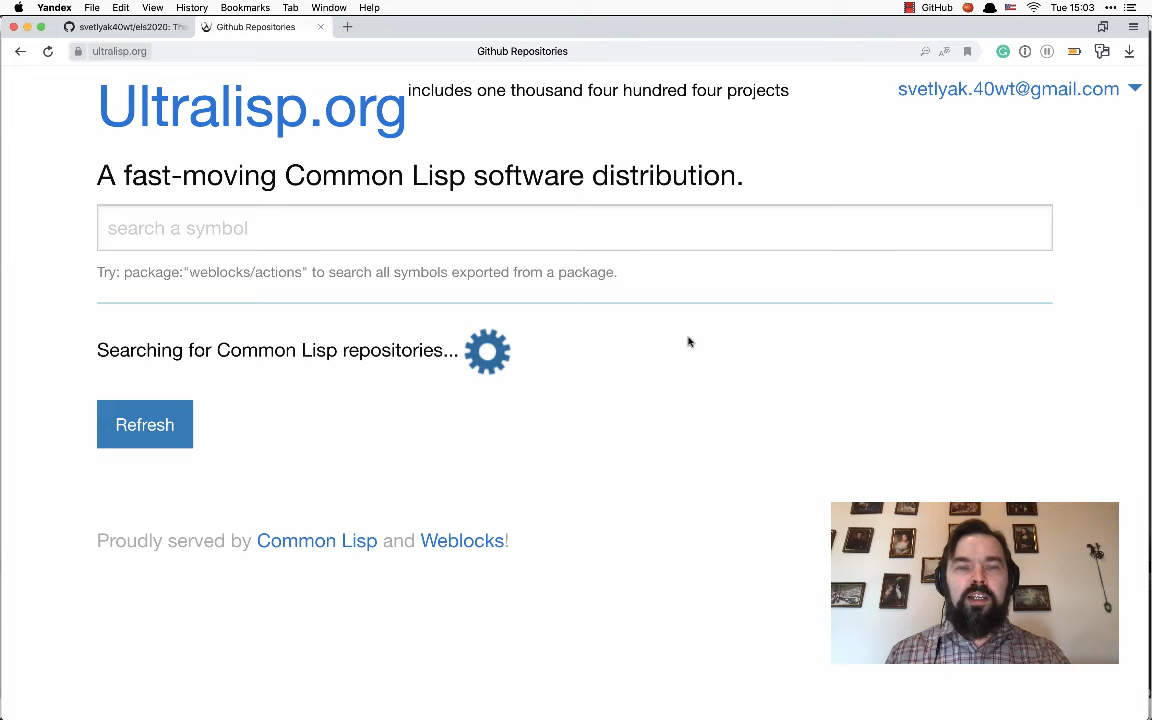 Yandex File Edit View History Bookmarks Tab Window Help GitHub Tue 15:03
svetlyak40wt/els2020: The Github Repositories
ultralisp.org Github Repositories
Ultralisp.org includes one thousand four hundred four projects svetlyak.40wt@gmail.com
A fast-moving Common Lisp software distribution.
search a symbol
Try: package:"weblocks/actions" to search all symbols exported from a package.
Searching for Common Lisp repositories...
Refresh
Proudly served by Common Lisp and Weblocks!